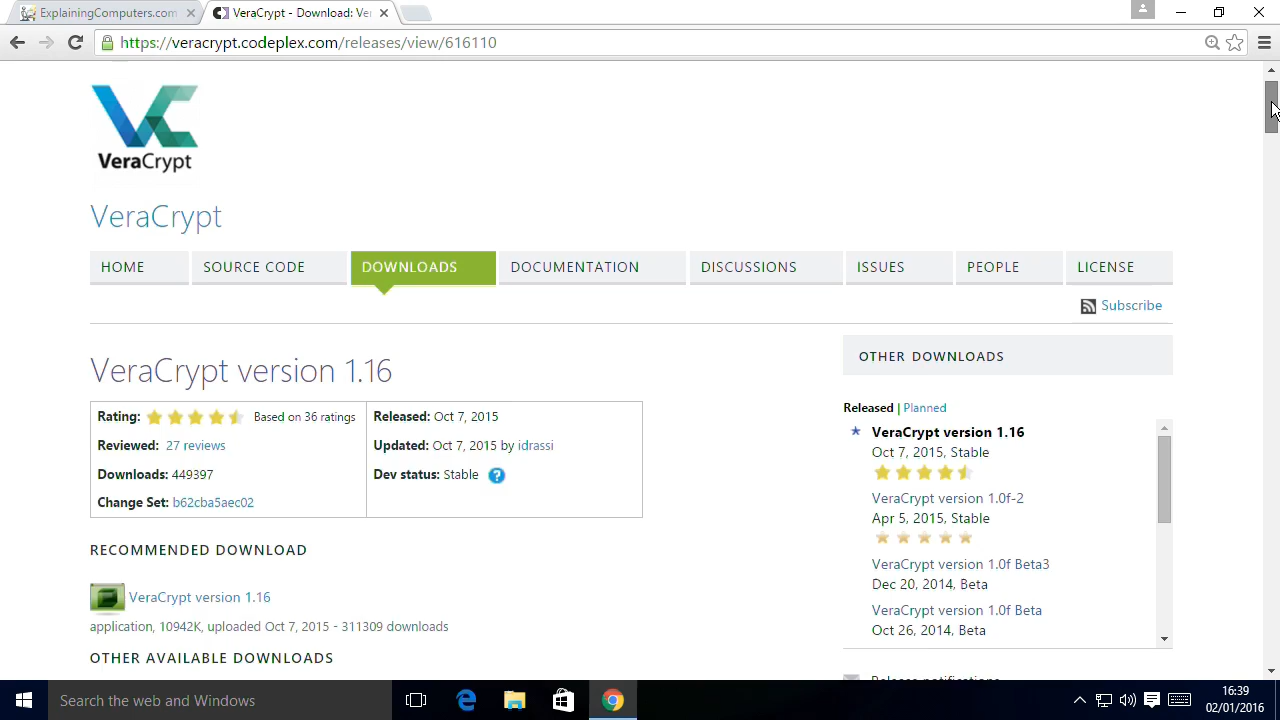 ExplainingComputers.com
VeraCrypt - Download: Ve
https://veracrypt.codeplex.com/releases/view/616110
VeraCrypt
VeraCrypt
HOME
SOURCE CODE
DOWNLOADS
DOCUMENTATION
DISCUSSIONS
ISSUES
PEOPLE
LICENSE
Subscribe
VeraCrypt version 1.16
Rating: Based on 36 ratings
Reviewed: 27 reviews
Downloads: 449397
Change Set: b62cba5aec02
Released: Oct 7, 2015
Updated: Oct 7, 2015 by idrassi
Dev status: Stable ?
RECOMMENDED DOWNLOAD
VeraCrypt version 1.16
application, 10942K, uploaded Oct 7, 2015 - 311309 downloads
OTHER AVAILABLE DOWNLOADS
OTHER DOWNLOADS
Released | Planned
VeraCrypt version 1.16
Oct 7, 2015, Stable
VeraCrypt version 1.0f-2
Apr 5, 2015, Stable
VeraCrypt version 1.0f Beta3
Dec 20, 2014, Beta
VeraCrypt version 1.0f Beta
Oct 26, 2014, Beta
Release notifications
Search the web and Windows
16:39
02/01/2016